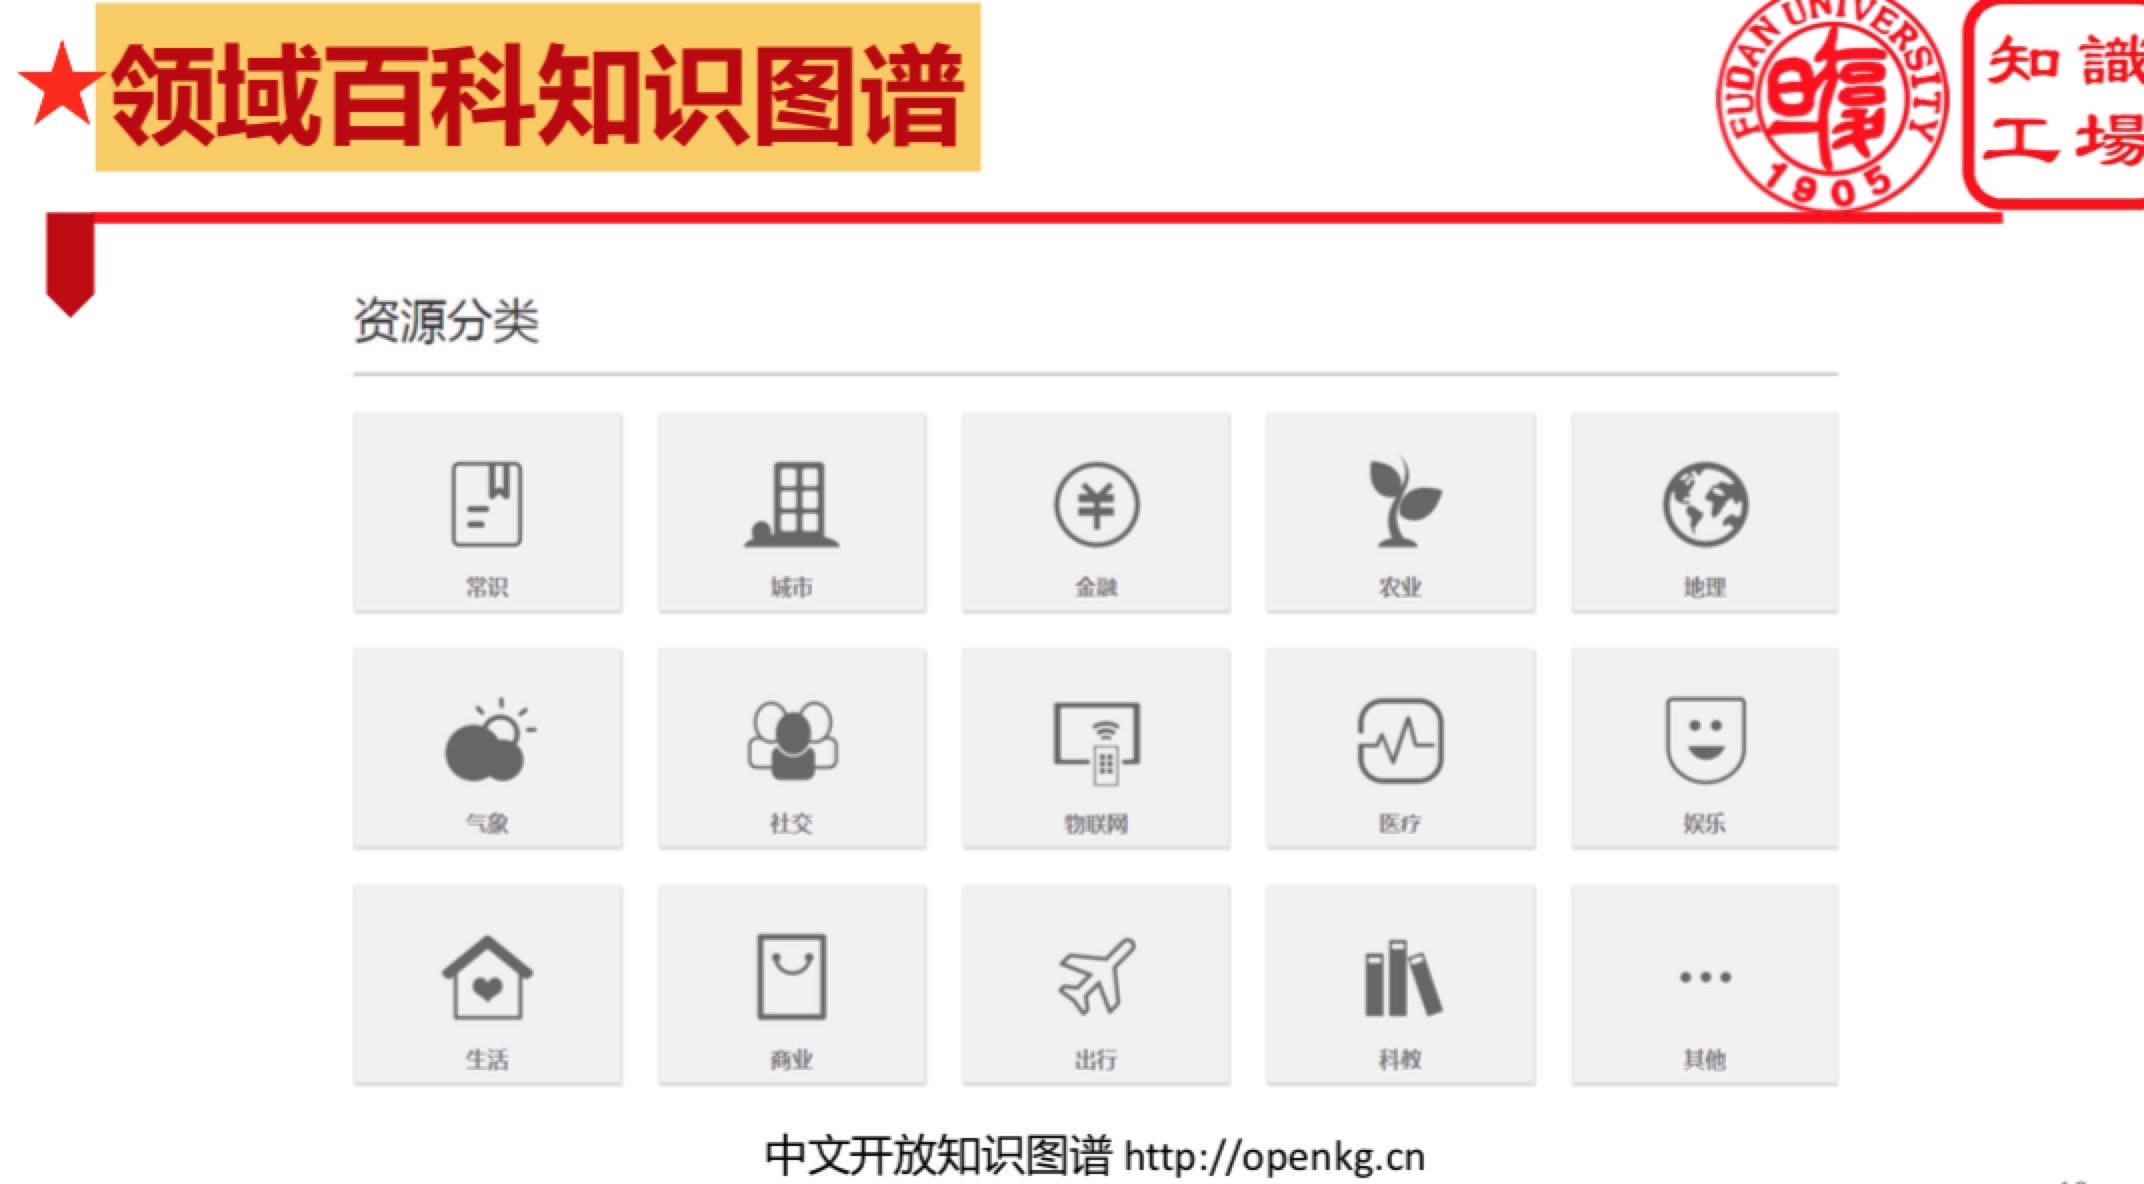 领域百科知识图谱
FUDAN UNIVERSITY
1905
知識
工場
资源分类
常识
城市
金融
农业
地理
气象
社交
物联网
医疗
娱乐
生活
商业
出行
科教
其他
中文开放知识图谱 http://openkg.cn